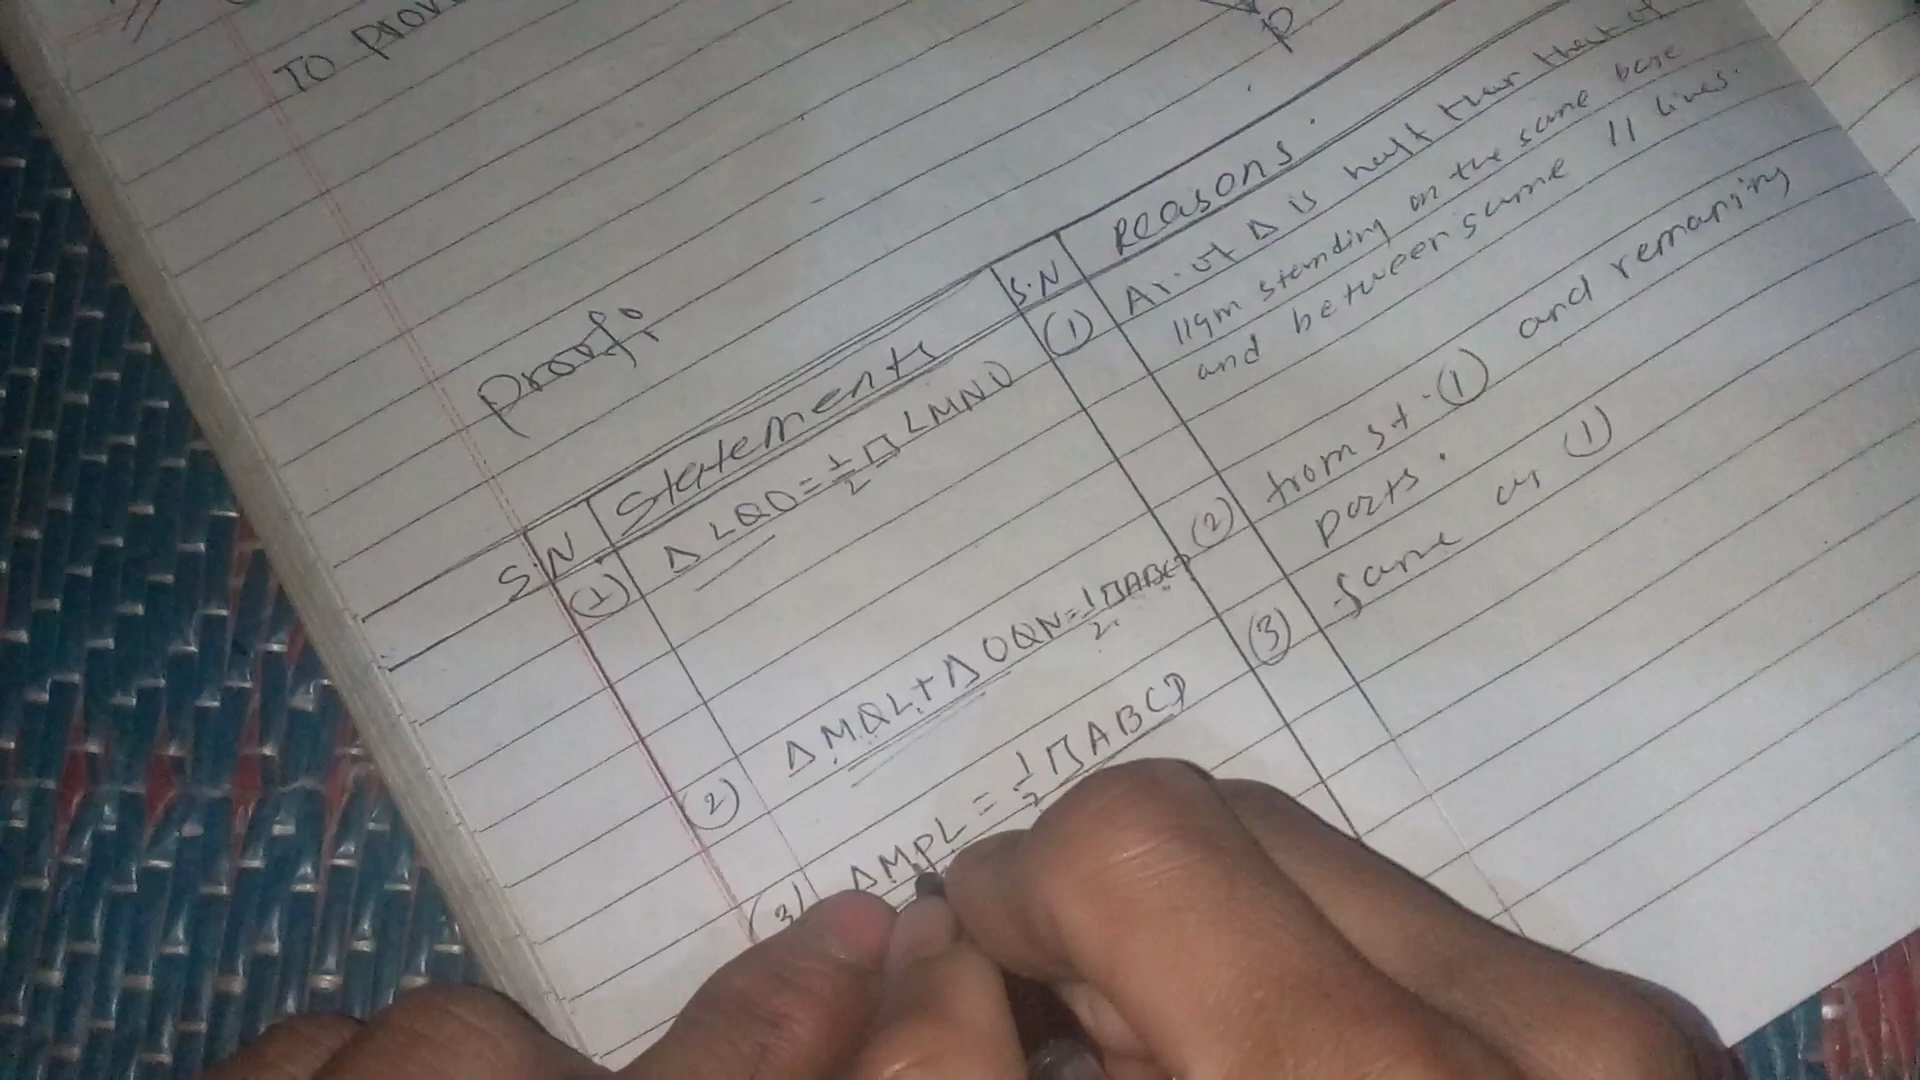 To prov
P
Proof:
S.N Statements S.N Reasons.
(1) Δ LQO = 1/2 ▱ LMNO (1) Ar. of Δ is half than that of
llgm standing on the same base
and between same 11 lines.
(2) Δ MQL + Δ OQN = 1/2 ▱ ABCD (2) from st. (1) and remaning
parts.
(3) Δ MPL = 1/2 ▱ ABCD (3) Same as (1)